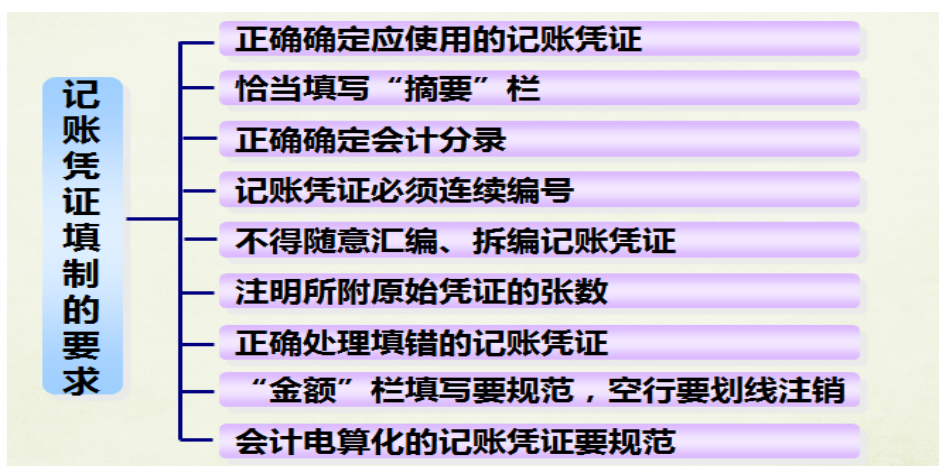 记账凭证填制的要求
正确确定应使用的记账凭证
恰当填写“摘要”栏
正确确定会计分录
记账凭证必须连续编号
不得随意汇编、拆编记账凭证
注明所附原始凭证的张数
正确处理填错的记账凭证
“金额”栏填写要规范，空行要划线注销
会计电算化的记账凭证要规范